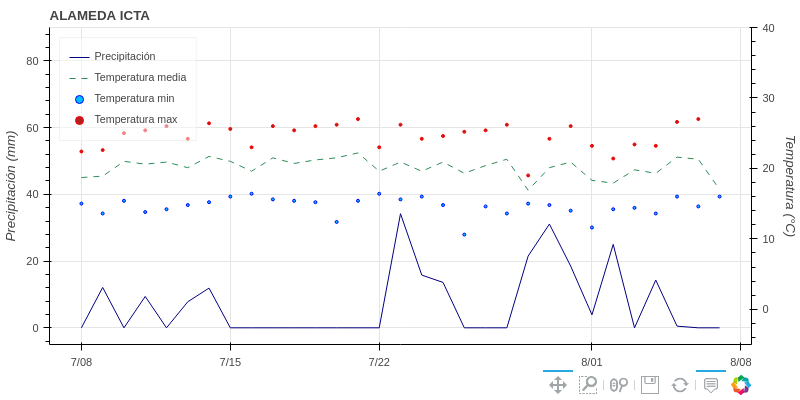 ALAMEDA ICTA
Precipitación
Temperatura media
Temperatura min
Temperatura max
Precipitación (mm)
80
60
40
20
0
Temperatura (°C)
40
30
20
10
0
7/08
7/15
7/22
8/01
8/08